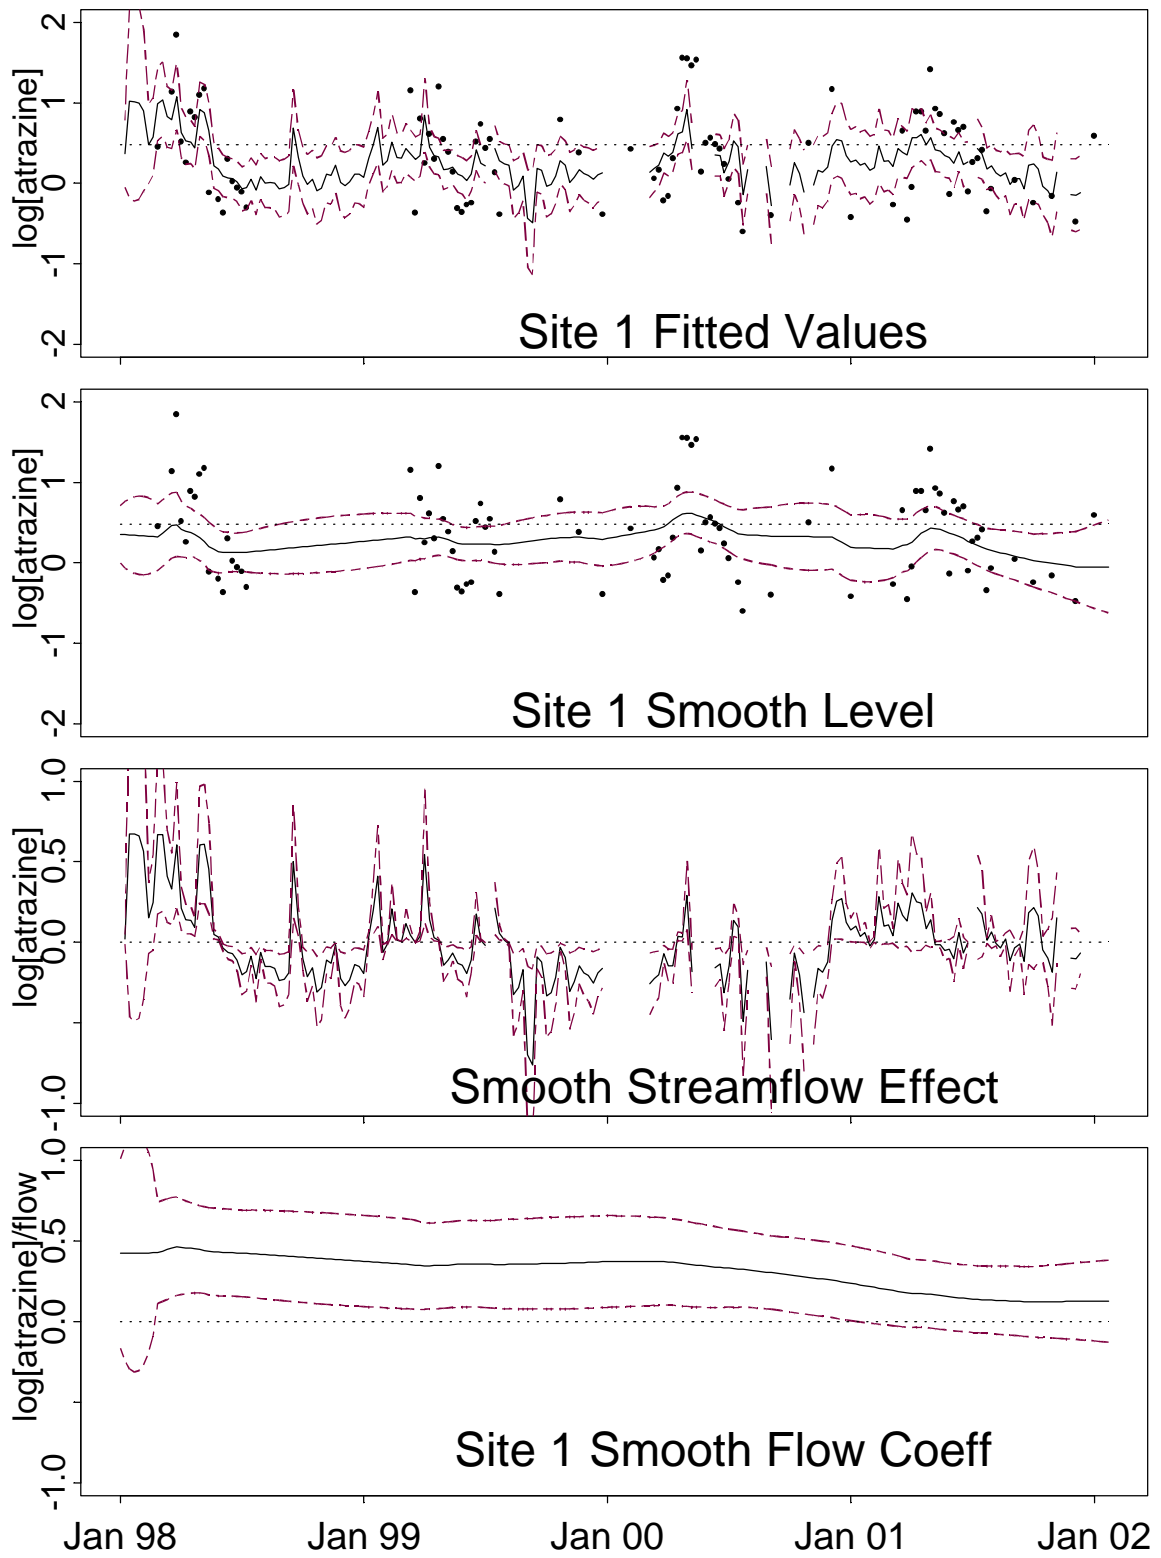 log[atrazine]
2
1
0
-1
-2
Site 1 Fitted Values
log[atrazine]
2
1
0
-1
-2
Site 1 Smooth Level
log[atrazine]
1.0
0.5
0.0
-1.0
Smooth Streamflow Effect
log[atrazine]/flow
1.0
0.5
0.0
-1.0
Site 1 Smooth Flow Coeff
Jan 98 Jan 99 Jan 00 Jan 01 Jan 02